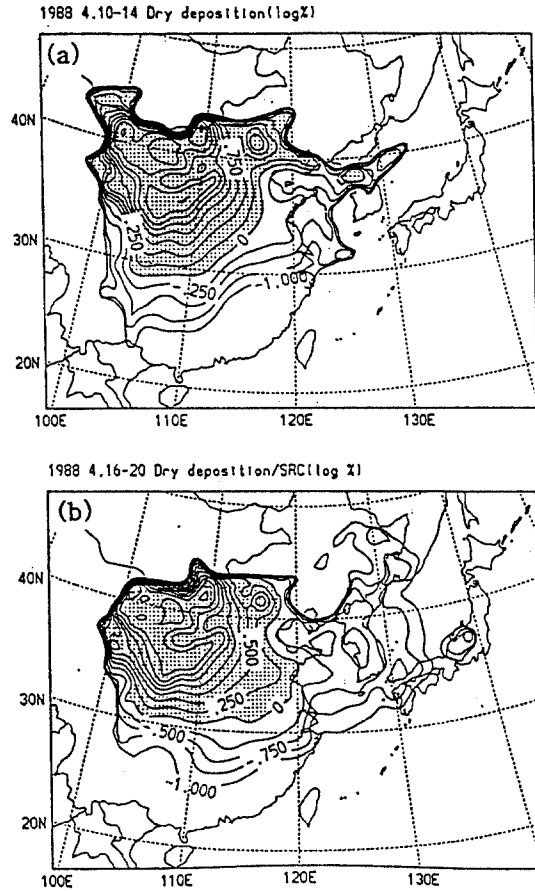 1988 4.10-14 Dry deposition(log%)
(a)
40N
30N
20N
.750
.250
0
-.250
-1.000
100E 110E 120E 130E
1988 4.16-20 Dry deposition/SRC(log %)
(b)
40N
30N
20N
.500
.250
0
-.500
-.750
-1.000
100E 110E 120E 130E